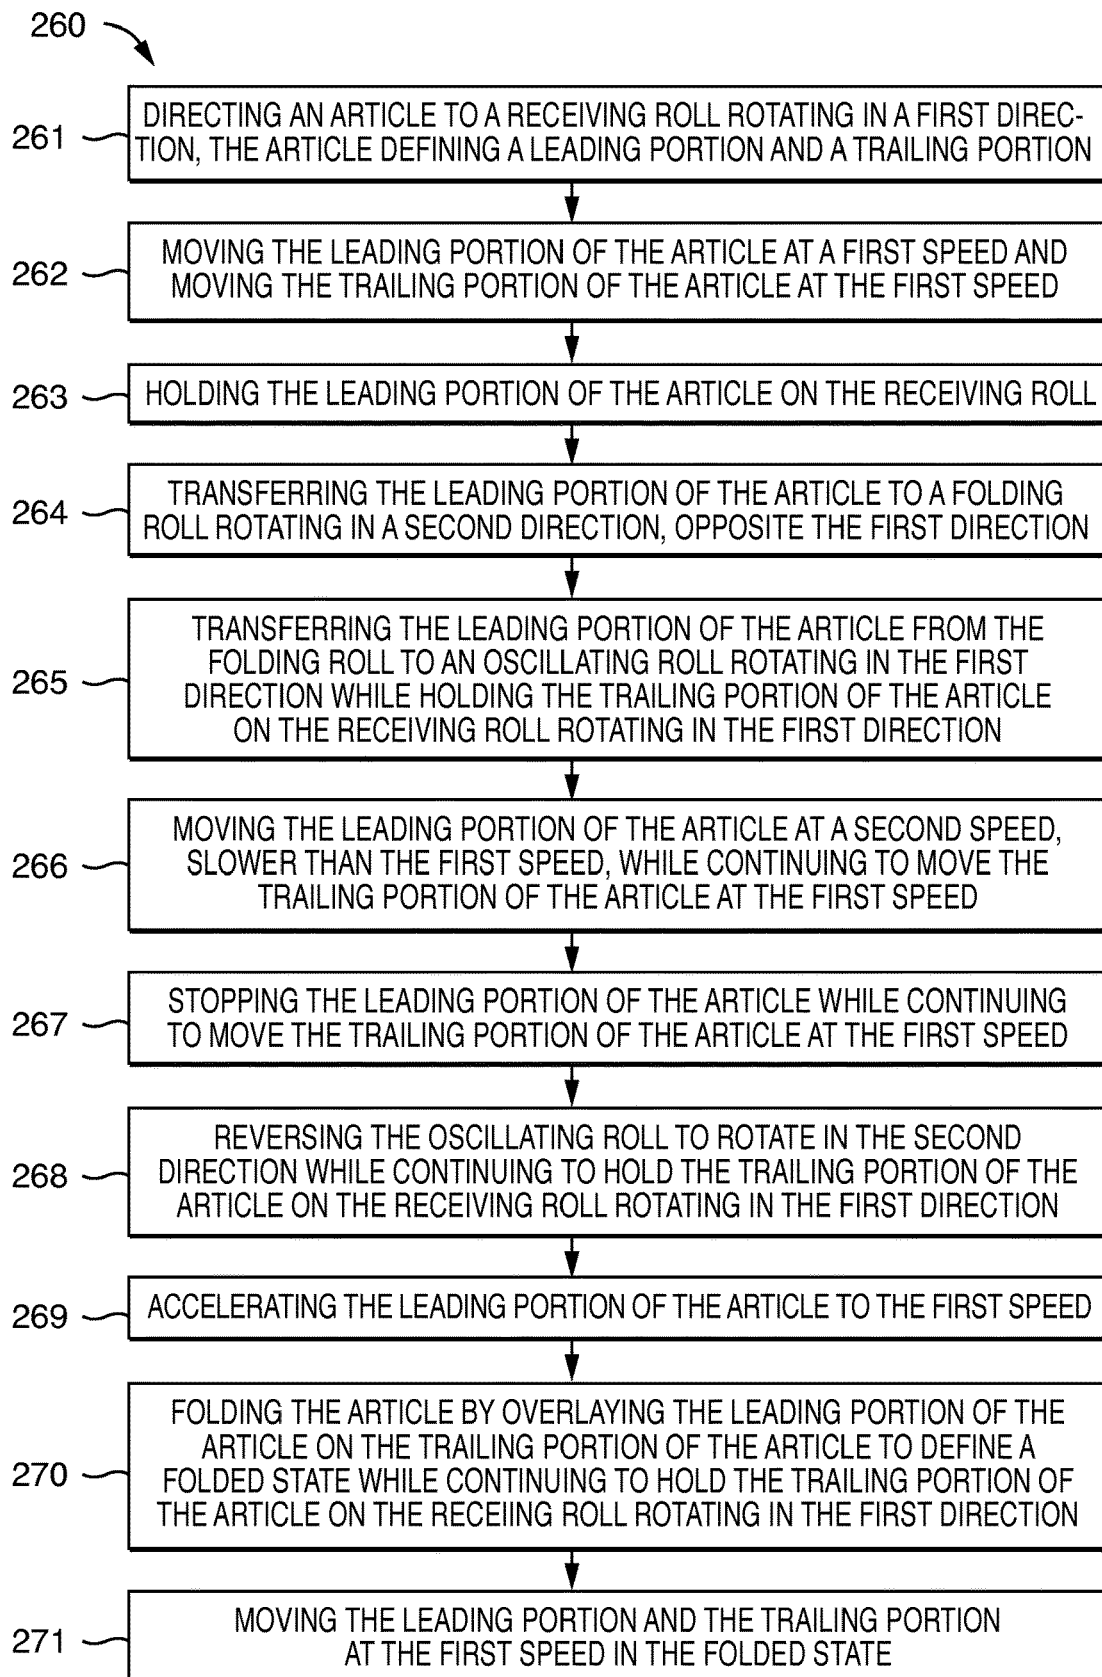 260
261
DIRECTING AN ARTICLE TO A RECEIVING ROLL ROTATING IN A FIRST DIREC-
TION, THE ARTICLE DEFINING A LEADING PORTION AND A TRAILING PORTION
262
MOVING THE LEADING PORTION OF THE ARTICLE AT A FIRST SPEED AND
MOVING THE TRAILING PORTION OF THE ARTICLE AT THE FIRST SPEED
263
HOLDING THE LEADING PORTION OF THE ARTICLE ON THE RECEIVING ROLL
264
TRANSFERRING THE LEADING PORTION OF THE ARTICLE TO A FOLDING
ROLL ROTATING IN A SECOND DIRECTION, OPPOSITE THE FIRST DIRECTION
265
TRANSFERRING THE LEADING PORTION OF THE ARTICLE FROM THE
FOLDING ROLL TO AN OSCILLATING ROLL ROTATING IN THE FIRST
DIRECTION WHILE HOLDING THE TRAILING PORTION OF THE ARTICLE
ON THE RECEIVING ROLL ROTATING IN THE FIRST DIRECTION
266
MOVING THE LEADING PORTION OF THE ARTICLE AT A SECOND SPEED,
SLOWER THAN THE FIRST SPEED, WHILE CONTINUING TO MOVE THE
TRAILING PORTION OF THE ARTICLE AT THE FIRST SPEED
267
STOPPING THE LEADING PORTION OF THE ARTICLE WHILE CONTINUING
TO MOVE THE TRAILING PORTION OF THE ARTICLE AT THE FIRST SPEED
268
REVERSING THE OSCILLATING ROLL TO ROTATE IN THE SECOND
DIRECTION WHILE CONTINUING TO HOLD THE TRAILING PORTION OF THE
ARTICLE ON THE RECEIVING ROLL ROTATING IN THE FIRST DIRECTION
269
ACCELERATING THE LEADING PORTION OF THE ARTICLE TO THE FIRST SPEED
270
FOLDING THE ARTICLE BY OVERLAYING THE LEADING PORTION OF THE
ARTICLE ON THE TRAILING PORTION OF THE ARTICLE TO DEFINE A
FOLDED STATE WHILE CONTINUING TO HOLD THE TRAILING PORTION OF
THE ARTICLE ON THE RECEIING ROLL ROTATING IN THE FIRST DIRECTION
271
MOVING THE LEADING PORTION AND THE TRAILING PORTION
AT THE FIRST SPEED IN THE FOLDED STATE